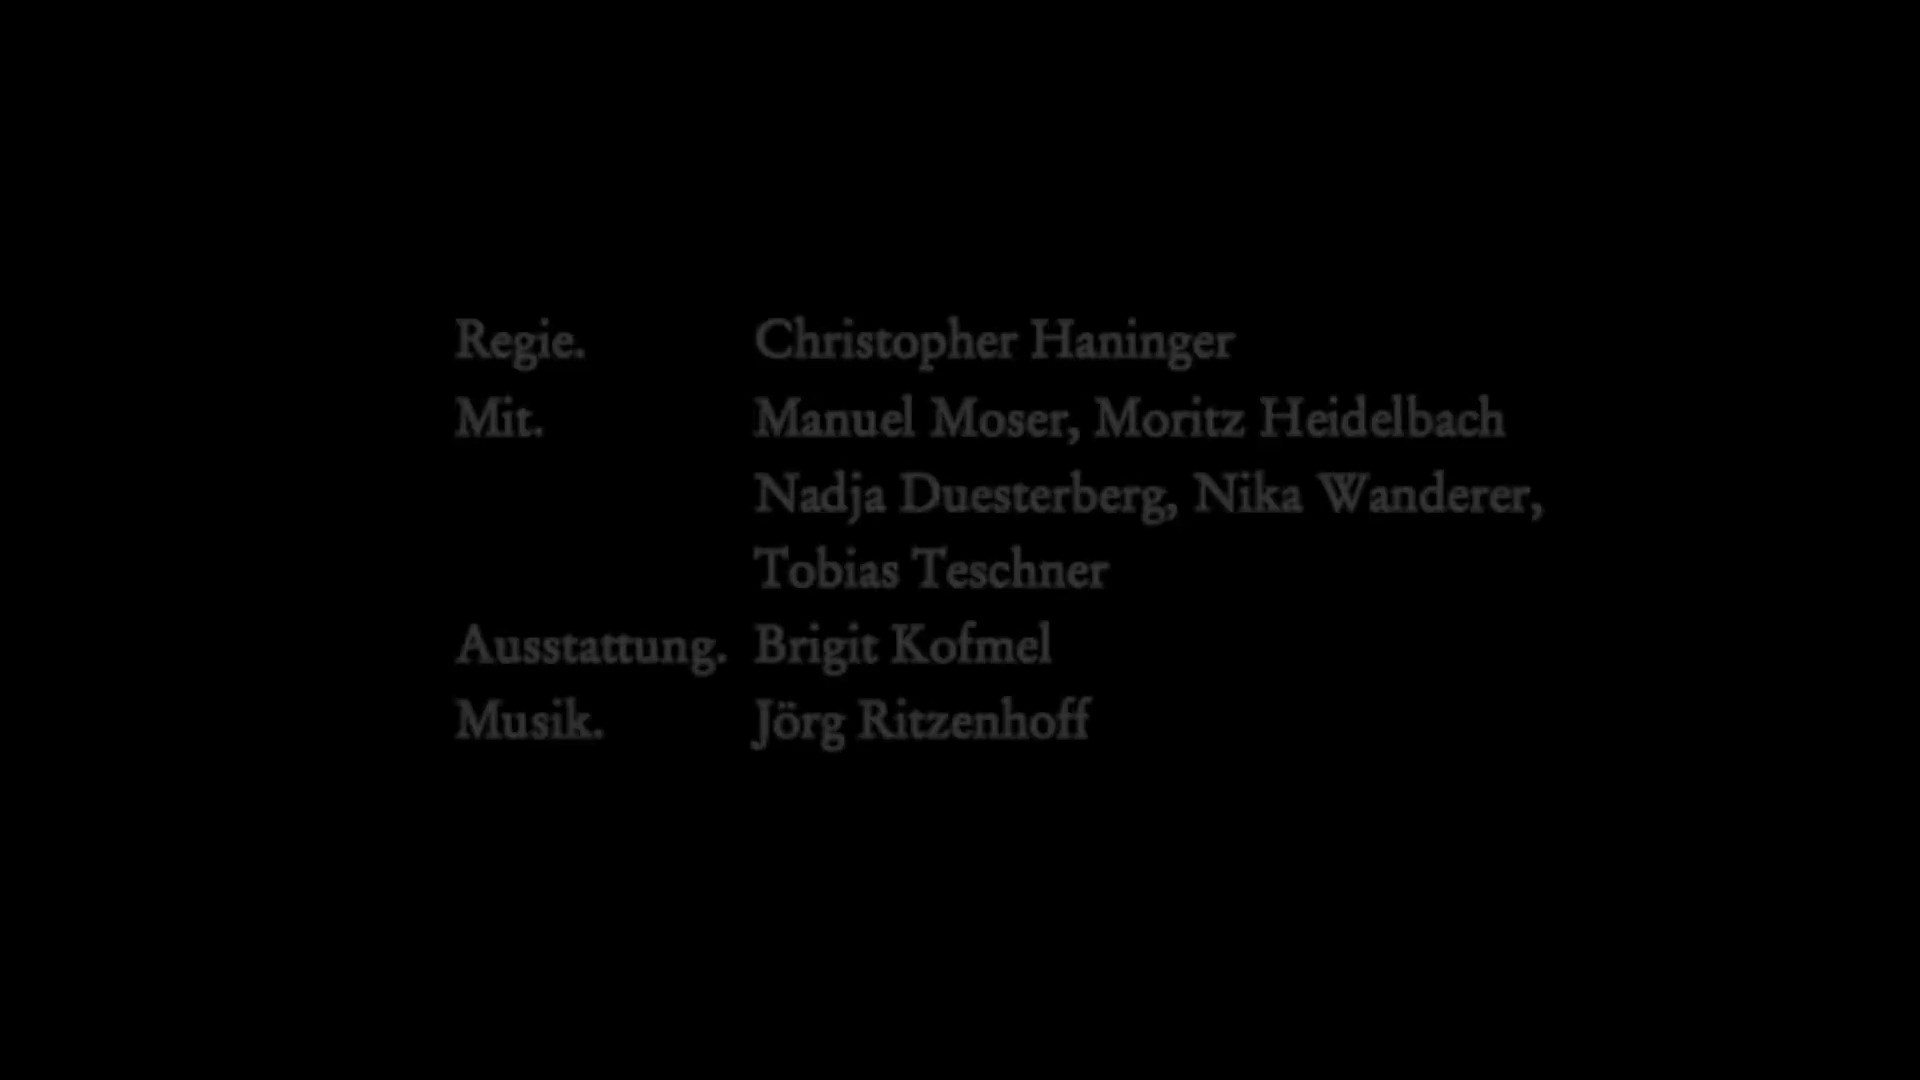 Regie. Christopher Haninger
Mit. Manuel Moser, Moritz Heidelbach
Nadja Duesterberg, Nika Wanderer,
Tobias Teschner
Ausstattung. Brigit Kofmel
Musik. Jörg Ritzenhoff